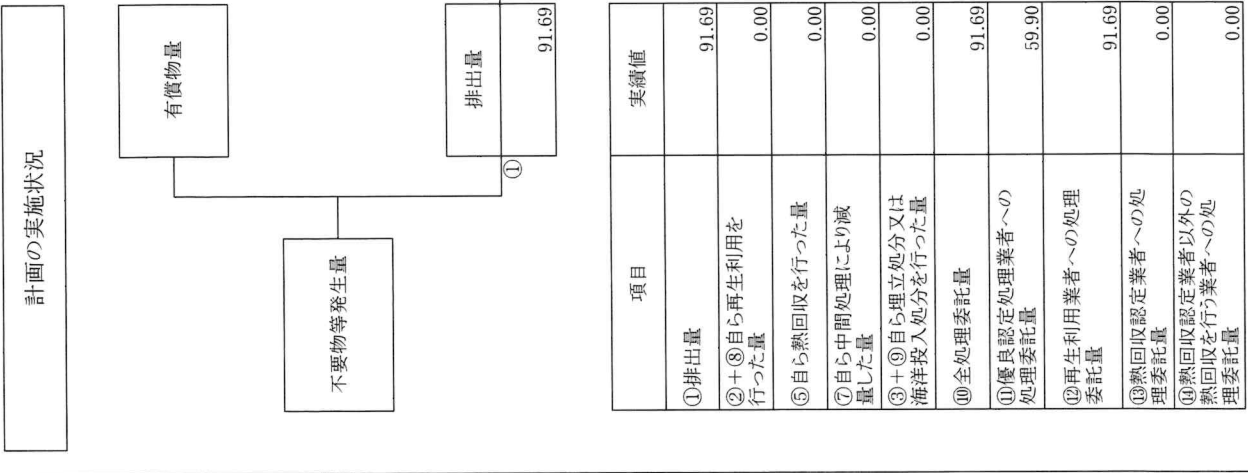 計画の実施状況
不要物等発生量
有償物量
排出量
①
91.69
項目
実績値
①排出量
91.69
②+⑧自ら再生利用を
行った量
0.00
⑤自ら熱回収を行った量
0.00
⑦自ら中間処理により減
量した量
0.00
③+⑨自ら埋立処分又は
海洋投入処分を行った量
0.00
⑩全処理委託量
91.69
⑪優良認定処理業者への
処理委託量
59.90
⑫再生利用業者への処理
委託量
91.69
⑬熱回収認定業者への処
理委託量
0.00
⑭熱回収認定業者以外の
熱回収を行う業者への処
理委託量
0.00